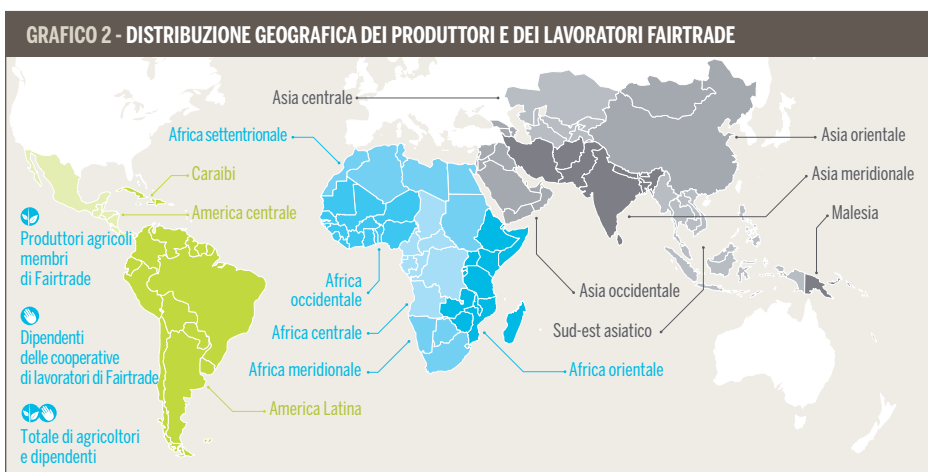 GRAFICO 2 - DISTRIBUZIONE GEOGRAFICA DEI PRODUTTORI E DEI LAVORATORI FAIRTRADE
Asia centrale
Africa settentrionale
Asia orientale
Caraibi
Asia meridionale
America centrale
Malesia
Produttori agricoli
membri
di Fairtrade
Africa
occidentale
Asia occidentale
Dipendenti
delle cooperative
di lavoratori di Fairtrade
Africa centrale
Sud-est asiatico
Africa meridionale
Africa orientale
America Latina
Totale di agricoltori
e dipendenti